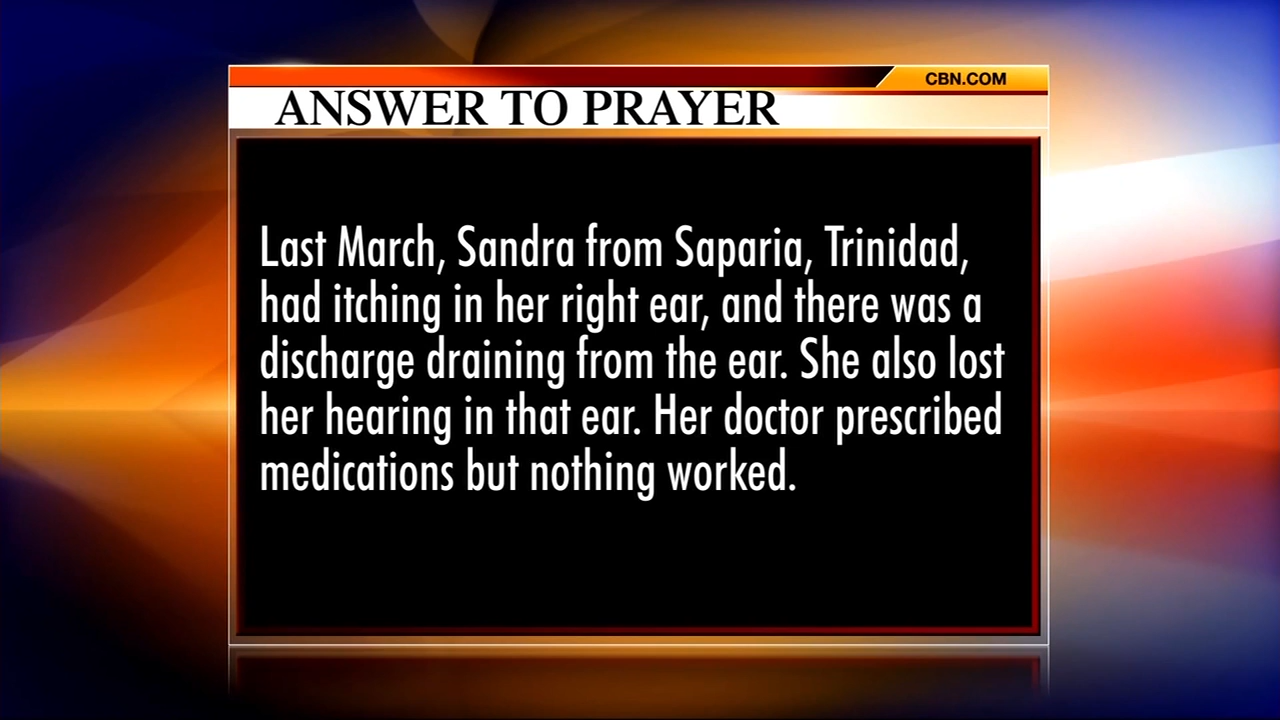 CBN.COM
ANSWER TO PRAYER
Last March, Sandra from Saparia, Trinidad,
had itching in her right ear, and there was a
discharge draining from the ear. She also lost
her hearing in that ear. Her doctor prescribed
medications but nothing worked.